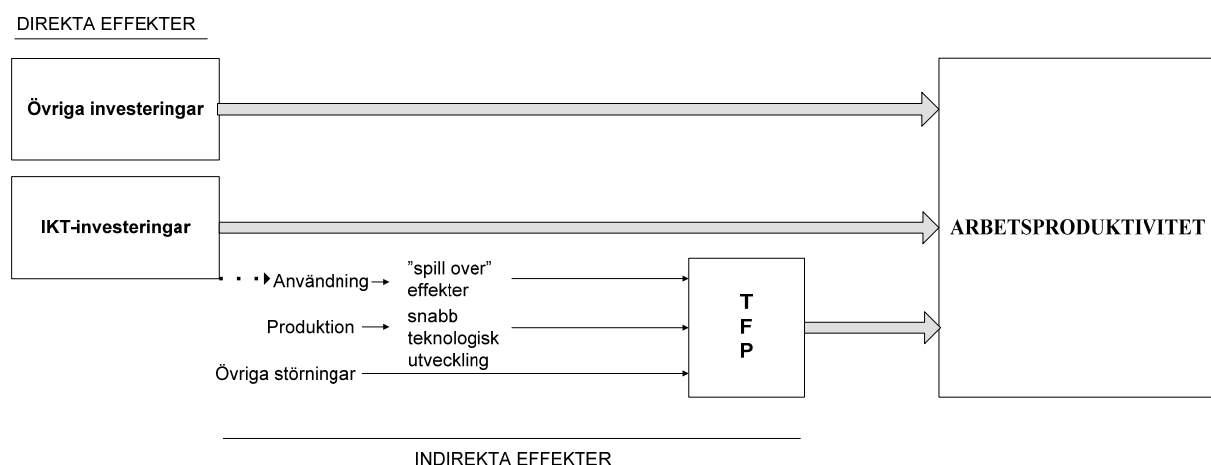 DIREKTA EFFEKTER
Övriga investeringar
IKT-investeringar
ARBETSPRODUKTIVITET
Användning
”spill over”
effekter
Produktion
snabb
teknologisk
utveckling
Övriga störningar
T
F
P
INDIREKTA EFFEKTER